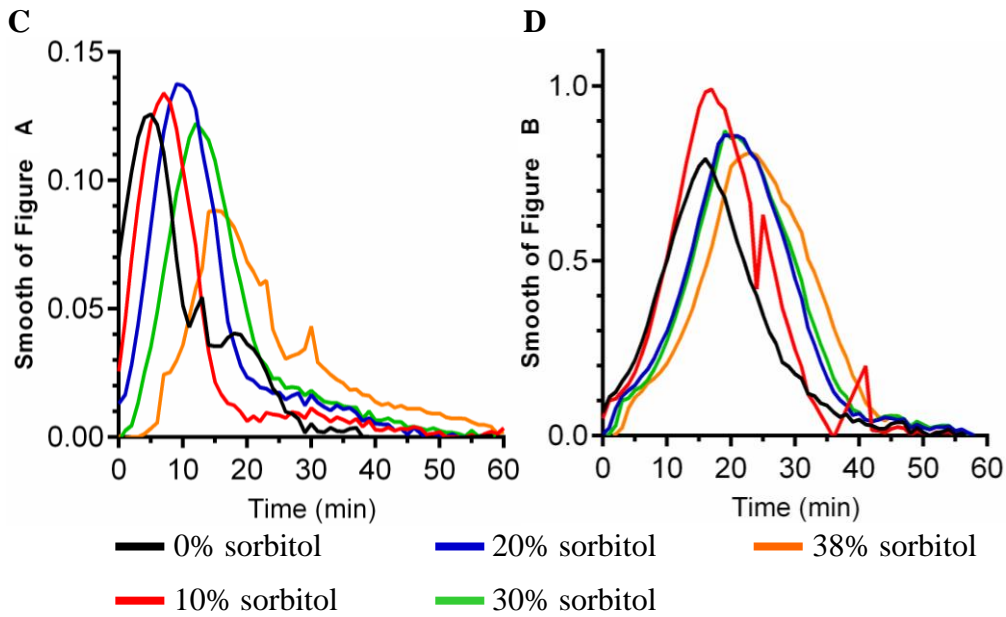 C
0.15
0.10
0.05
0.00
Smooth of Figure A
0 10 20 30 40 50 60
Time (min)
D
1.0
0.5
0.0
Smooth of Figure B
0 10 20 30 40 50 60
Time (min)
0% sorbitol 20% sorbitol 38% sorbitol
10% sorbitol 30% sorbitol